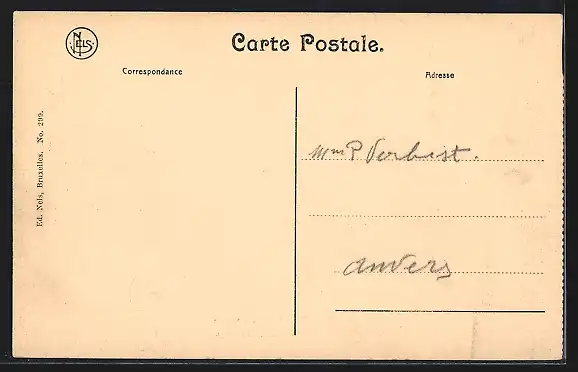 NELS
Carte Postale.
Correspondance
Adresse
Ed. Nels, Bruxelles. No. 299.
Mme P Verbist.
Anvers